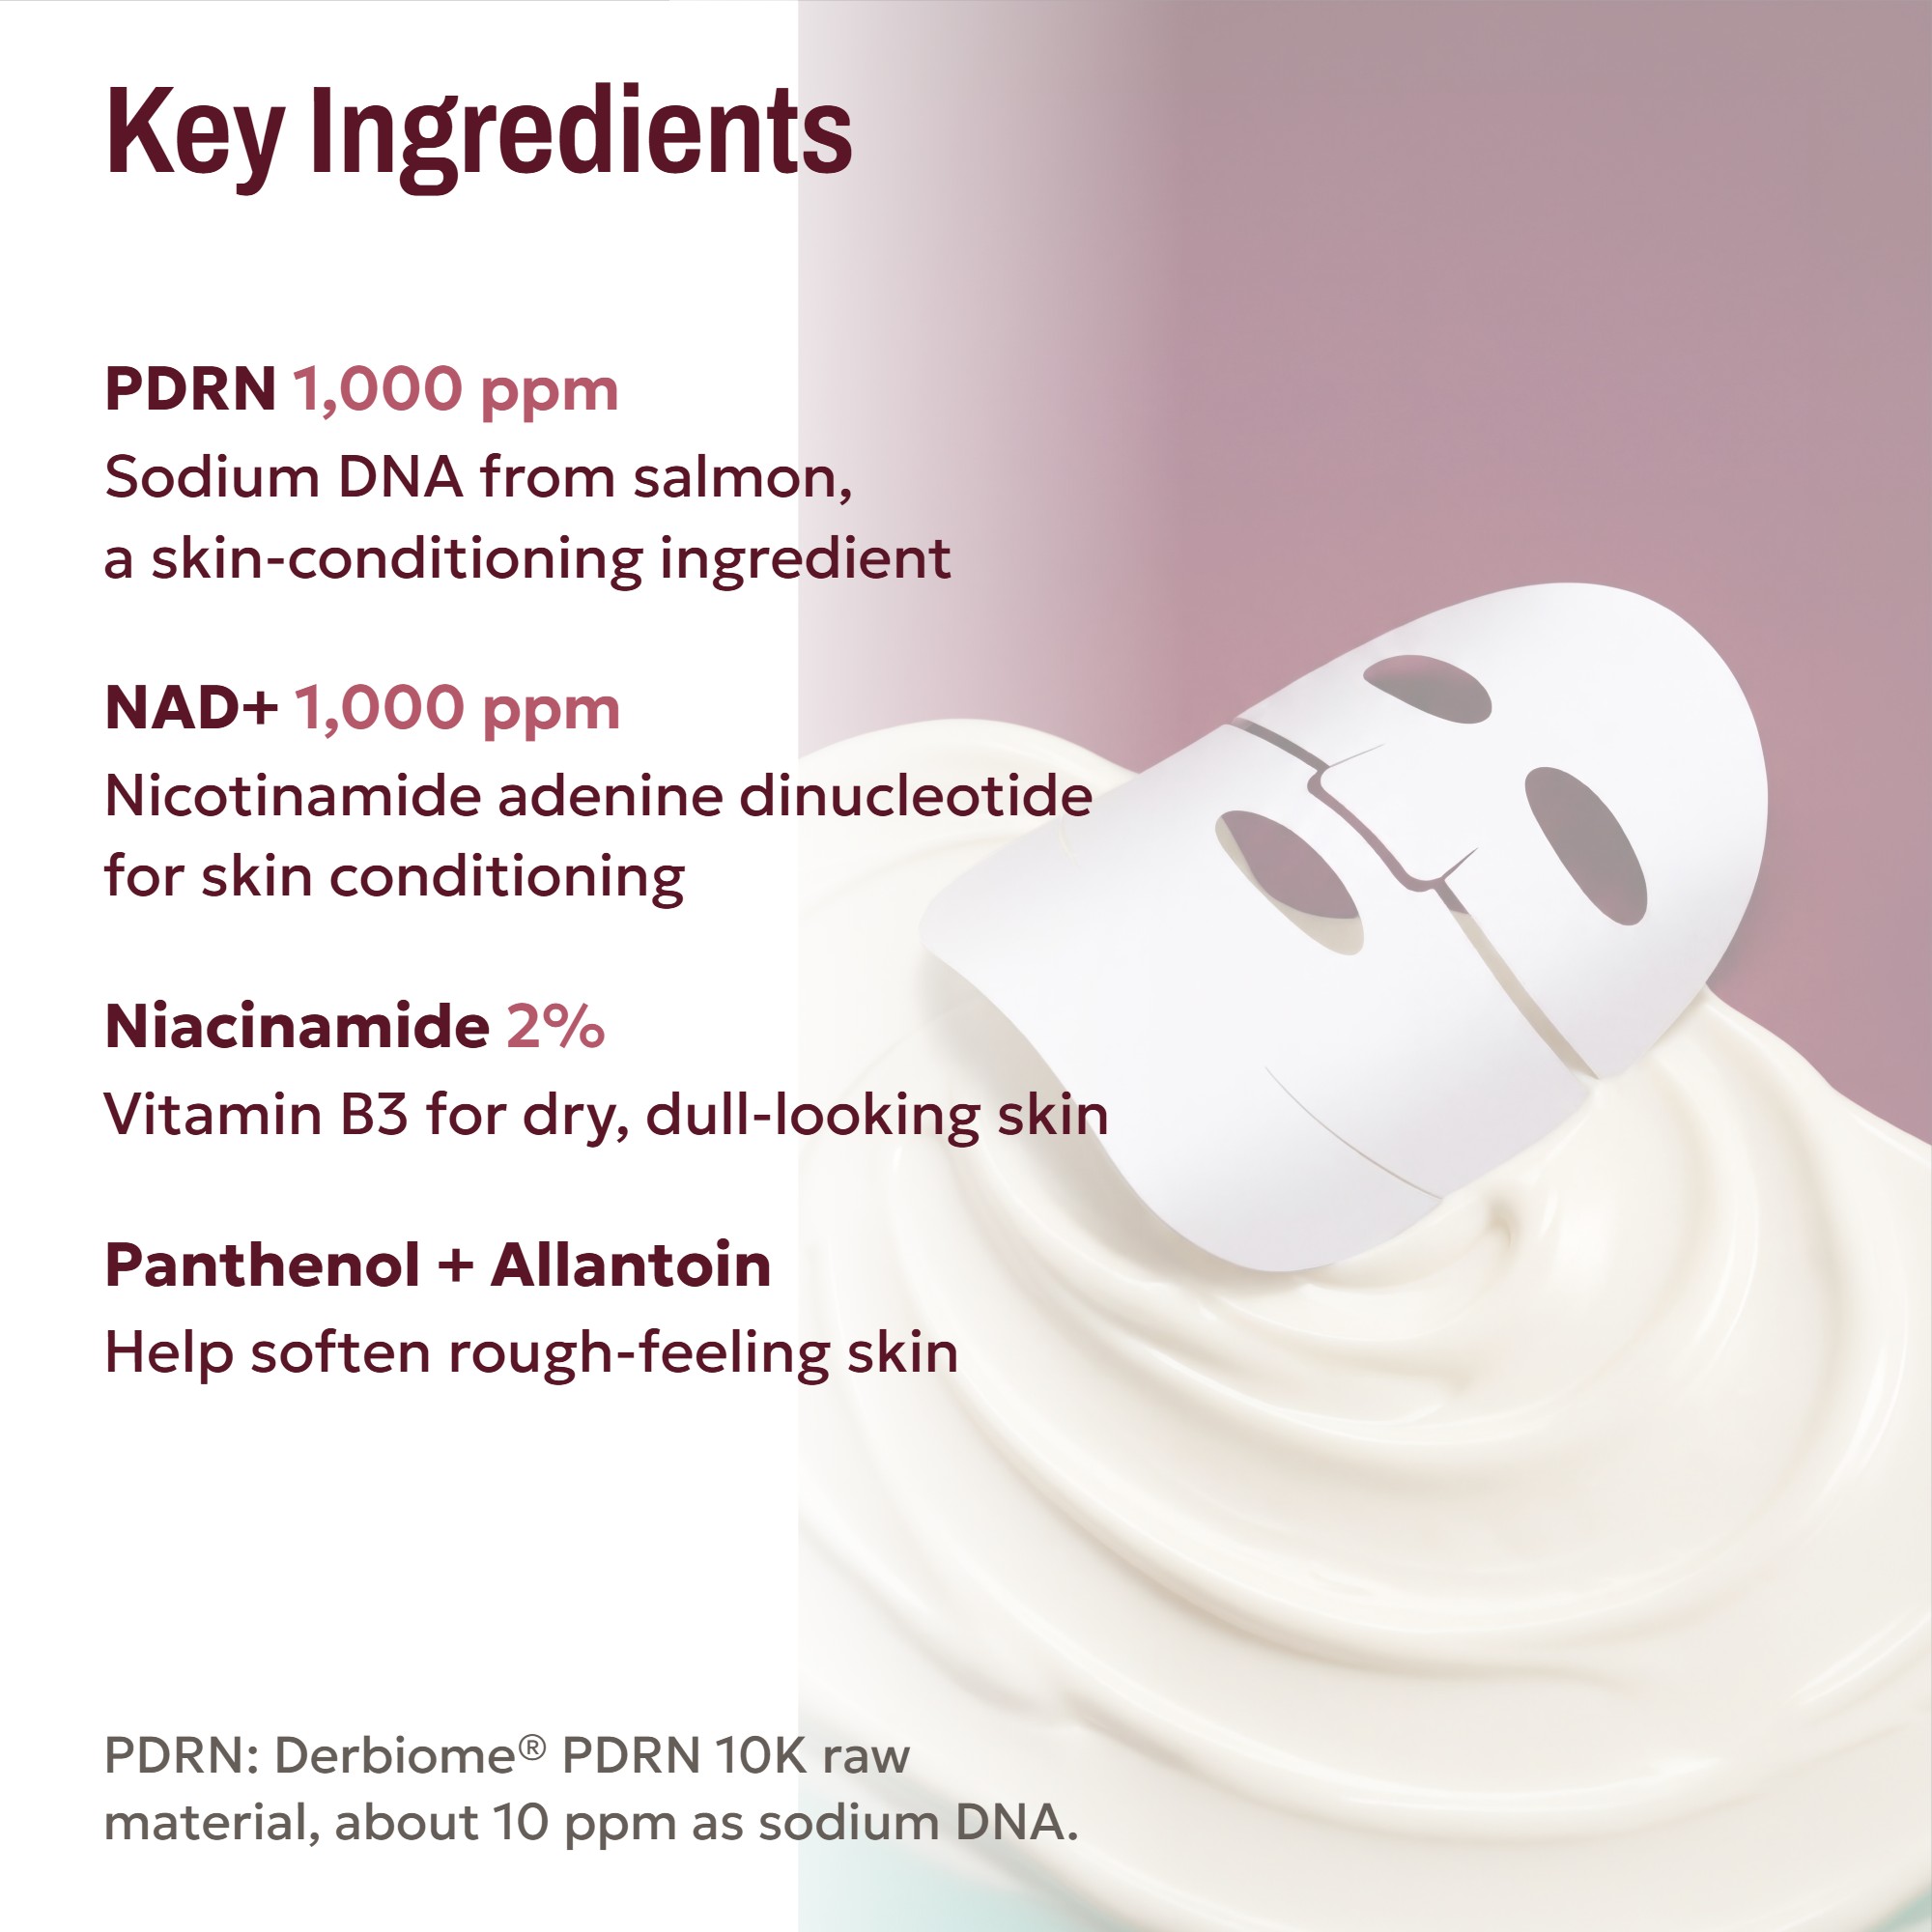 Key Ingredients
PDRN 1,000 ppm
Sodium DNA from salmon,
a skin-conditioning ingredient
NAD+ 1,000 ppm
Nicotinamide adenine dinucleotide
for skin conditioning
Niacinamide 2%
Vitamin B3 for dry, dull-looking skin
Panthenol + Allantoin
Help soften rough-feeling skin
PDRN: Derbiome® PDRN 10K raw
material, about 10 ppm as sodium DNA.